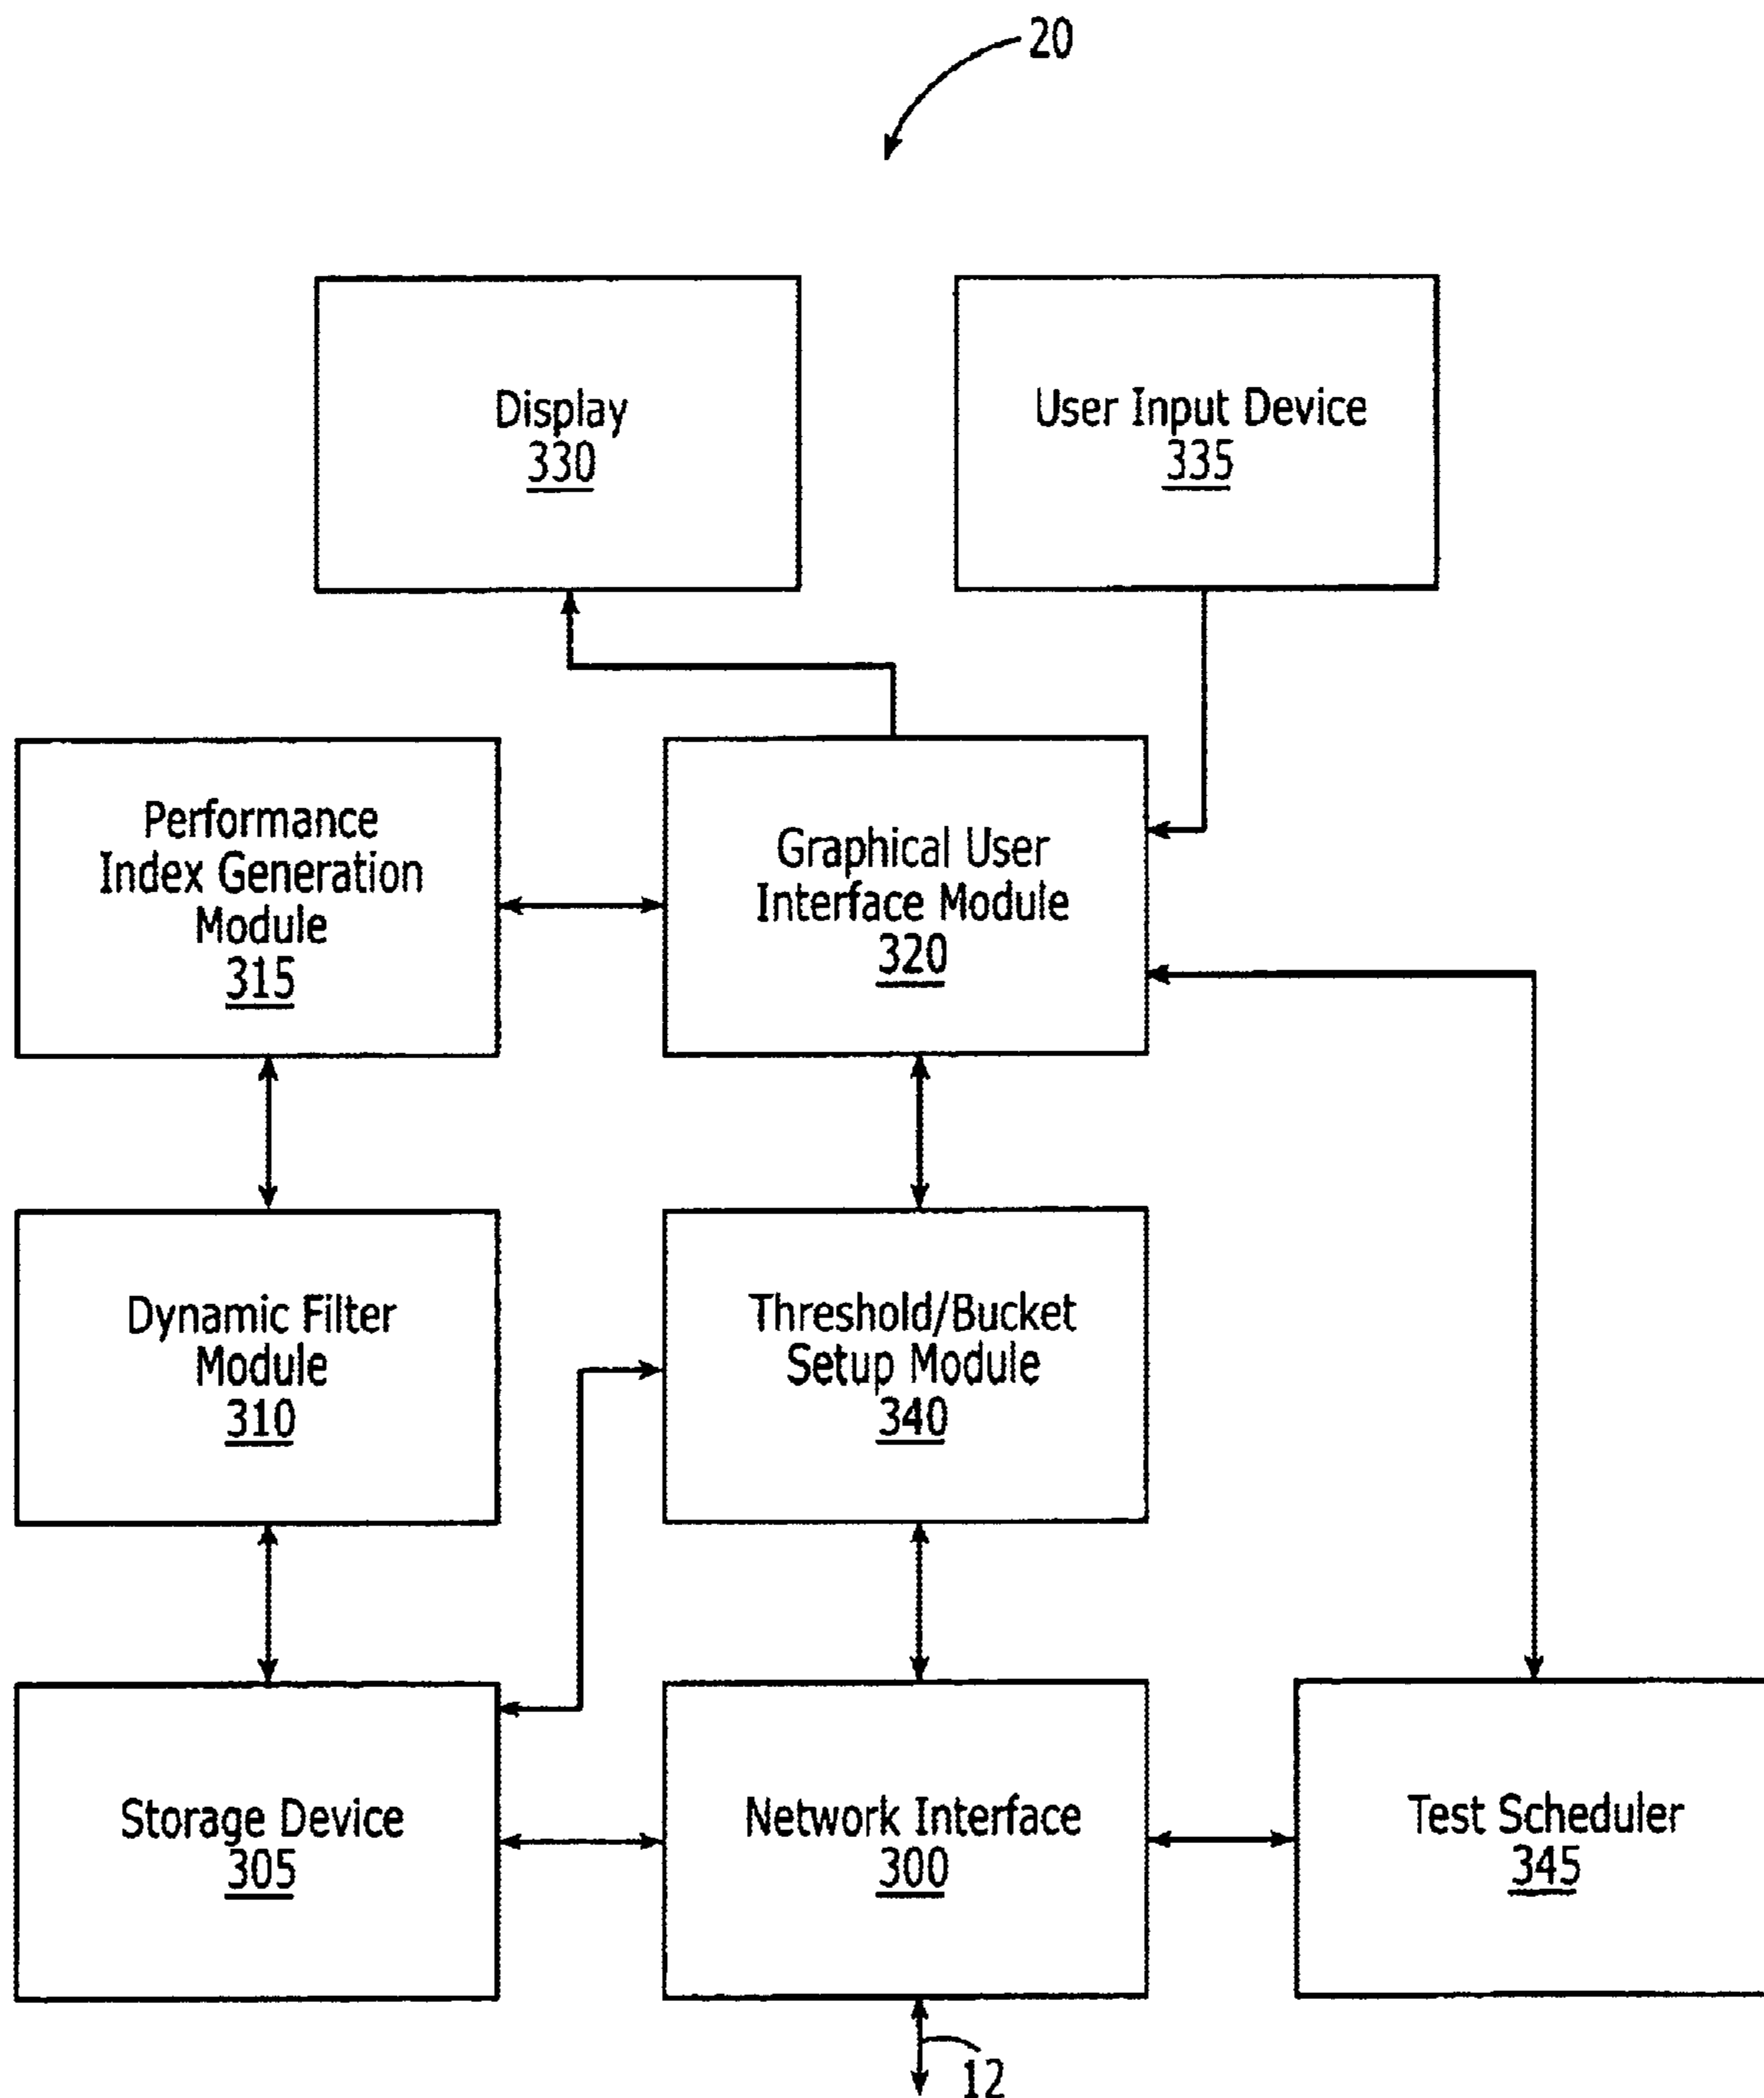 20
Display
330
User Input Device
335
Performance
Index Generation
Module
315
Graphical User
Interface Module
320
Dynamic Filter
Module
310
Threshold/Bucket
Setup Module
340
Storage Device
305
Network Interface
300
Test Scheduler
345
12